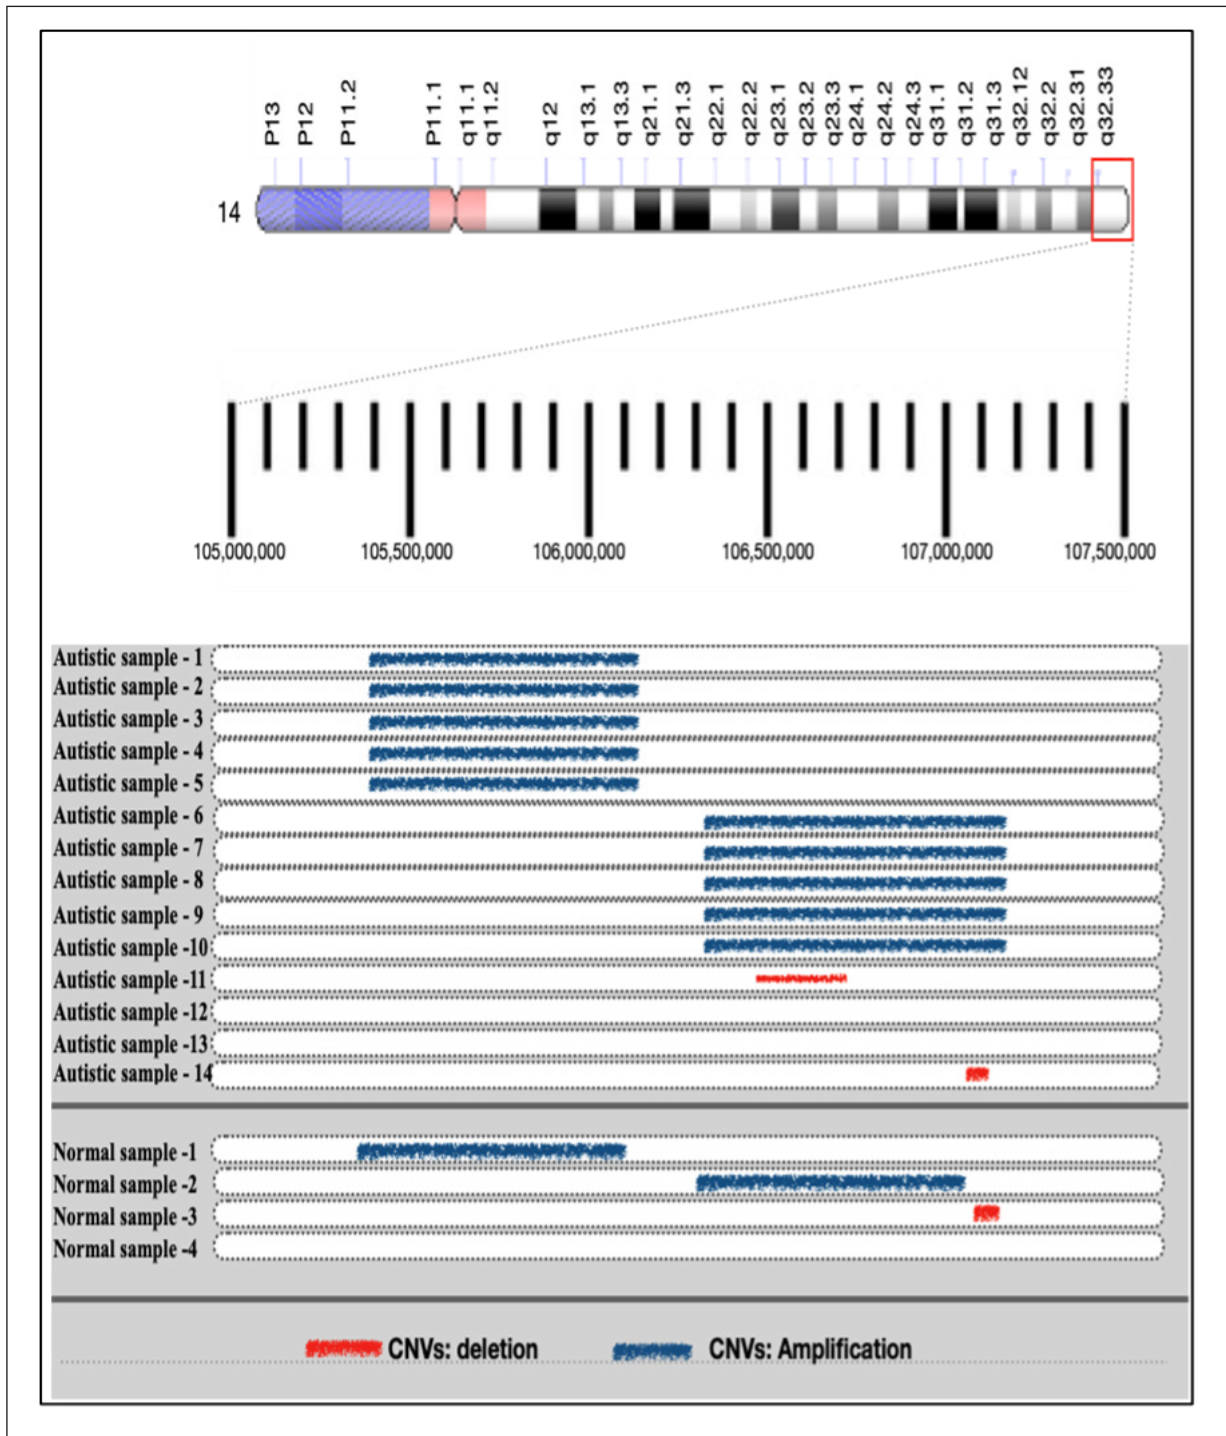 P13 P12 P11.2 P11.1 q11.1 q11.2 q12 q13.1 q13.3 q21.1 q21.3 q22.1 q22.2 q23.1 q23.2 q23.3 q24.1 q24.2 q24.3 q31.1 q31.2 q31.3 q32.12 q32.2 q32.31 q32.33
14
105,000,000 105,500,000 106,000,000 106,500,000 107,000,000 107,500,000
Autistic sample - 1
Autistic sample - 2
Autistic sample - 3
Autistic sample - 4
Autistic sample - 5
Autistic sample - 6
Autistic sample - 7
Autistic sample - 8
Autistic sample - 9
Autistic sample -10
Autistic sample -11
Autistic sample -12
Autistic sample -13
Autistic sample - 14
Normal sample -1
Normal sample -2
Normal sample -3
Normal sample -4
CNVs: deletion CNVs: Amplification